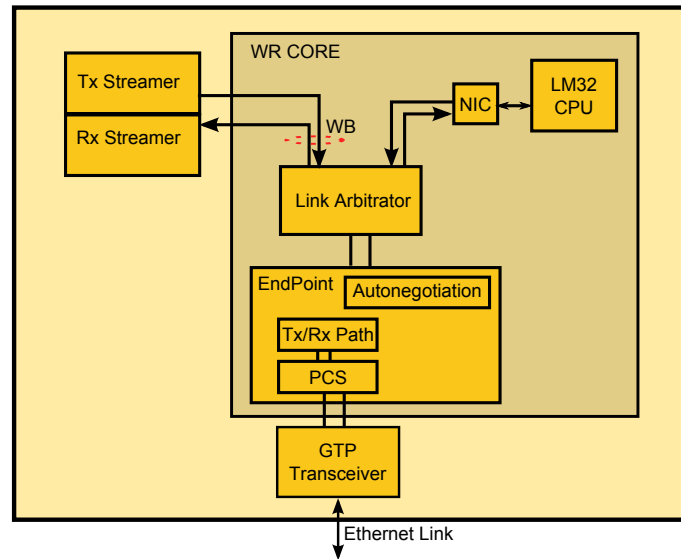 WR CORE
Tx Streamer
Rx Streamer
WB
NIC
LM32
CPU
Link Arbitrator
EndPoint
Autonegotiation
Tx/Rx Path
PCS
GTP
Transceiver
Ethernet Link